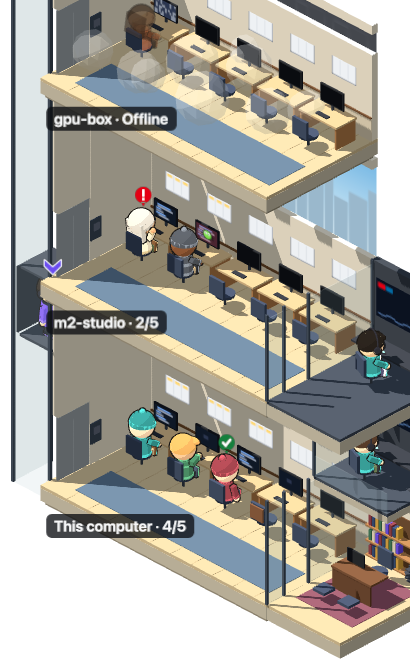 gpu-box · Offline
!
m2-studio · 2/5
This computer · 4/5